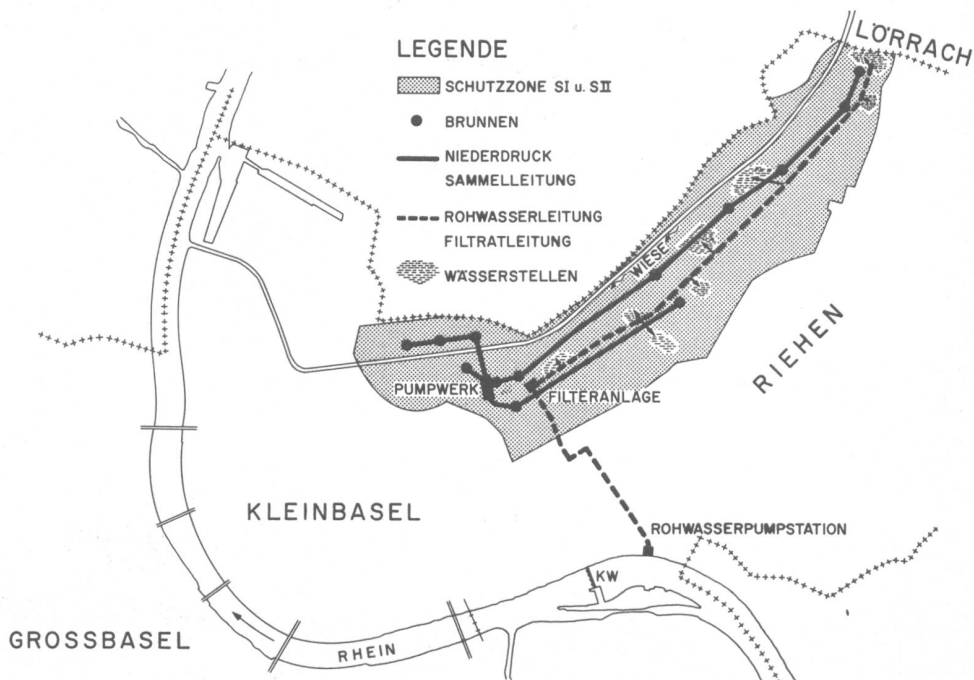 LÖRRACH
LEGENDE
SCHUTZZONE SI u. SII
BRUNNEN
NIEDERDRUCK
SAMMELLEITUNG
ROHWASSERLEITUNG
FILTRATLEITUNG
WÄSSERSTELLEN
WIESE
RIEHEN
PUMPWERK
FILTERANLAGE
KLEINBASEL
ROHWASSERPUMPSTATION
KW
GROSSBASEL
RHEIN